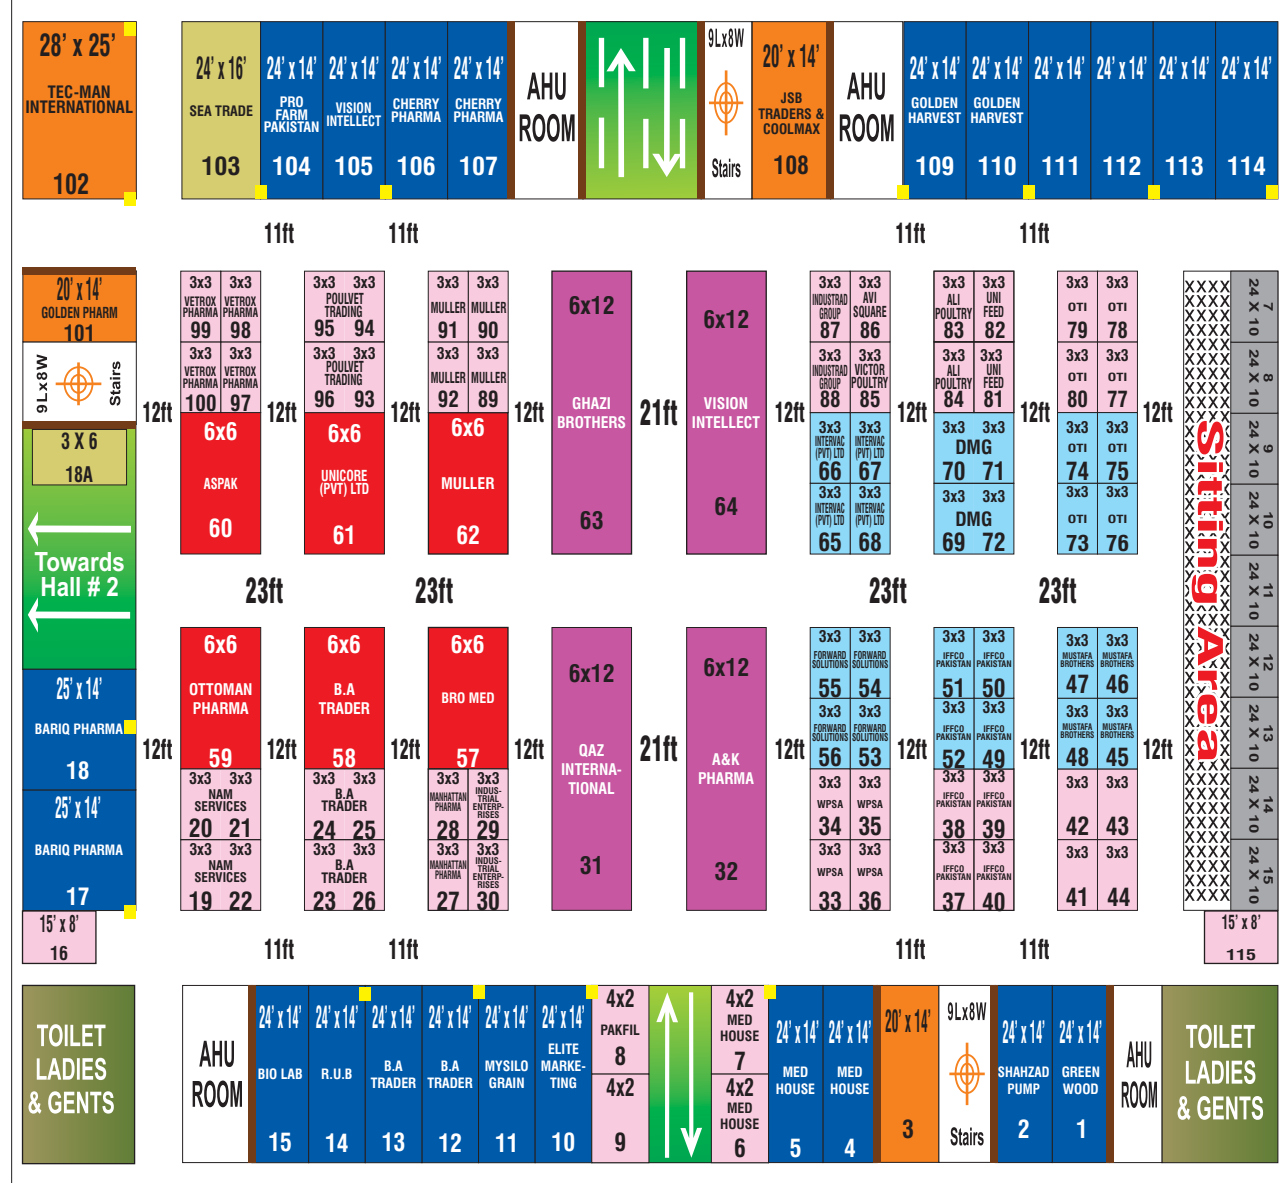 28' x 25'
TEC-MAN
INTERNATIONAL
102
24' x 16'
SEA TRADE
103
24' x 14'
PRO
FARM
PAKISTAN
104
24' x 14'
VISION
INTELLECT
105
24' x 14'
CHERRY
PHARMA
106
24' x 14'
CHERRY
PHARMA
107
AHU
ROOM
9Lx8W
Stairs
20' x 14'
JSB
TRADERS &
COOLMAX
108
AHU
ROOM
24' x 14'
GOLDEN
HARVEST
109
24' x 14'
GOLDEN
HARVEST
110
24' x 14'
111
24' x 14'
112
24' x 14'
113
24' x 14'
114
11ft
11ft
11ft
11ft
20' x 14'
GOLDEN PHARM
101
9Lx8W
Stairs
3 X 6
18A
Towards
Hall # 2
3x3
VETROX
PHARMA
99
3x3
VETROX
PHARMA
98
3x3
VETROX
PHARMA
100
3x3
VETROX
PHARMA
97
6x6
ASPAK
60
3x3 3x3
POULVET
TRADING
95 94
3x3 3x3
POULVET
TRADING
96 93
6x6
UNICORE
(PVT) LTD
61
3x3
MULLER
91
3x3
MULLER
90
3x3
MULLER
92
3x3
MULLER
89
6x6
MULLER
62
6x12
GHAZI
BROTHERS
63
6x12
VISION
INTELLECT
64
3x3
INDUSTRAD
GROUP
87
3x3
AVI
SQUARE
86
3x3
INDUSTRAD
GROUP
88
3x3
VICTOR
POULTRY
85
3x3
INTERVAC
(PVT) LTD
66
3x3
INTERVAC
(PVT) LTD
67
3x3
INTERVAC
(PVT) LTD
65
3x3
INTERVAC
(PVT) LTD
68
3x3
ALI
POULTRY
83
3x3
UNI
FEED
82
3x3
ALI
POULTRY
84
3x3
UNI
FEED
81
3x3 3x3
DMG
70 71
3x3 3x3
DMG
69 72
3x3
OTI
79
3x3
OTI
78
3x3
OTI
80
3x3
OTI
77
3x3
OTI
74
3x3
OTI
75
3x3
OTI
73
3x3
OTI
76
12ft
12ft
12ft
12ft
21ft
12ft
12ft
12ft
12ft
Sitting Area
7
24 X 10
8
24 X 10
9
24 X 10
10
24 X 10
11
24 X 10
12
24 X 10
13
24 X 10
14
24 X 10
15
24 X 10
23ft
23ft
23ft
23ft
25' x 14'
BARIQ PHARMA
18
25' x 14'
BARIQ PHARMA
17
15' x 8'
16
6x6
OTTOMAN
PHARMA
59
3x3 3x3
NAM
SERVICES
20 21
3x3 3x3
NAM
SERVICES
19 22
6x6
B.A
TRADER
58
3x3 3x3
B.A
TRADER
24 25
3x3 3x3
B.A
TRADER
23 26
6x6
BRO MED
57
3x3
MANHATTAN
PHARMA
28
3x3
INDUS-
TRIAL
ENTERP-
RISES
29
3x3
MANHATTAN
PHARMA
27
3x3
INDUS-
TRIAL
ENTERP-
RISES
30
6x12
QAZ
INTERNA-
TIONAL
31
6x12
A&K
PHARMA
32
3x3
FORWARD
SOLUTIONS
55
3x3
FORWARD
SOLUTIONS
54
3x3
FORWARD
SOLUTIONS
56
3x3
FORWARD
SOLUTIONS
53
3x3
WPSA
34
3x3
WPSA
35
3x3
WPSA
33
3x3
WPSA
36
3x3
IFFCO
PAKISTAN
51
3x3
IFFCO
PAKISTAN
50
3x3
IFFCO
PAKISTAN
52
3x3
IFFCO
PAKISTAN
49
3x3
IFFCO
PAKISTAN
38
3x3
IFFCO
PAKISTAN
39
3x3
IFFCO
PAKISTAN
37
3x3
IFFCO
PAKISTAN
40
3x3
MUSTAFA
BROTHERS
47
3x3
MUSTAFA
BROTHERS
46
3x3
MUSTAFA
BROTHERS
48
3x3
MUSTAFA
BROTHERS
45
3x3
42
3x3
43
3x3
41
3x3
44
12ft
12ft
12ft
12ft
21ft
12ft
12ft
12ft
12ft
15' x 8'
115
11ft
11ft
11ft
11ft
TOILET
LADIES
& GENTS
AHU
ROOM
24' x 14'
BIO LAB
15
24' x 14'
R.U.B
14
24' x 14'
B.A
TRADER
13
24' x 14'
B.A
TRADER
12
24' x 14'
MYSILO
GRAIN
11
24' x 14'
ELITE
MARKE-
TING
10
4x2
PAKFIL
8
4x2
9
4x2
MED
HOUSE
7
4x2
MED
HOUSE
6
24' x 14'
MED
HOUSE
5
24' x 14'
MED
HOUSE
4
20' x 14'
3
9Lx8W
Stairs
24' x 14'
SHAHZAD
PUMP
2
24' x 14'
GREEN
WOOD
1
AHU
ROOM
TOILET
LADIES
& GENTS